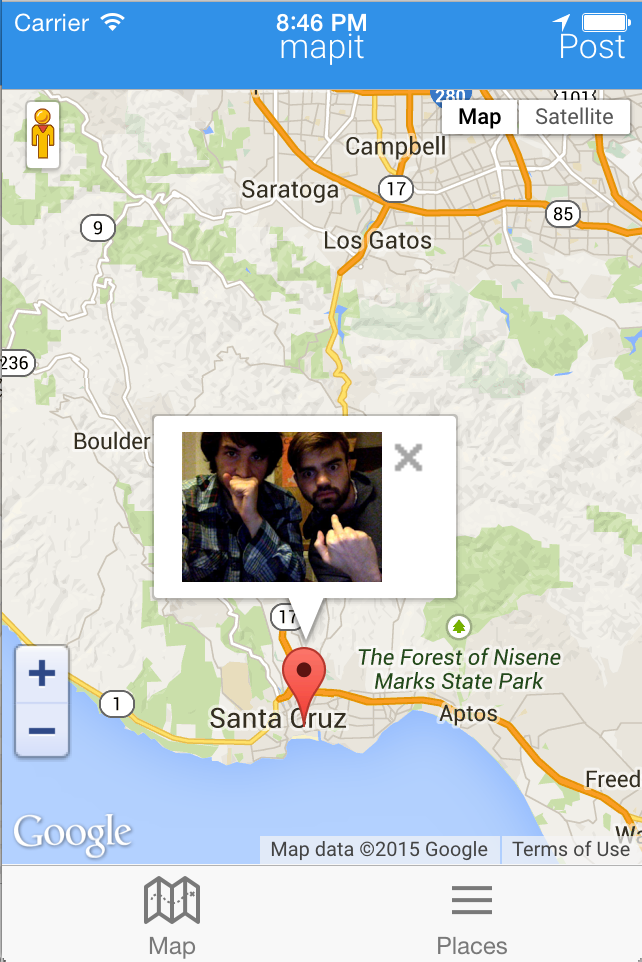 Carrier 8:46 PM
mapit
Post
280
101
Map Satellite
Campbell
Saratoga
17
9
85
Los Gatos
236
Boulder
17
The Forest of Nisene
Marks State Park
1
Santa Cruz
Aptos
Freed
Wa
Google
Map data ©2015 Google Terms of Use
Map Places